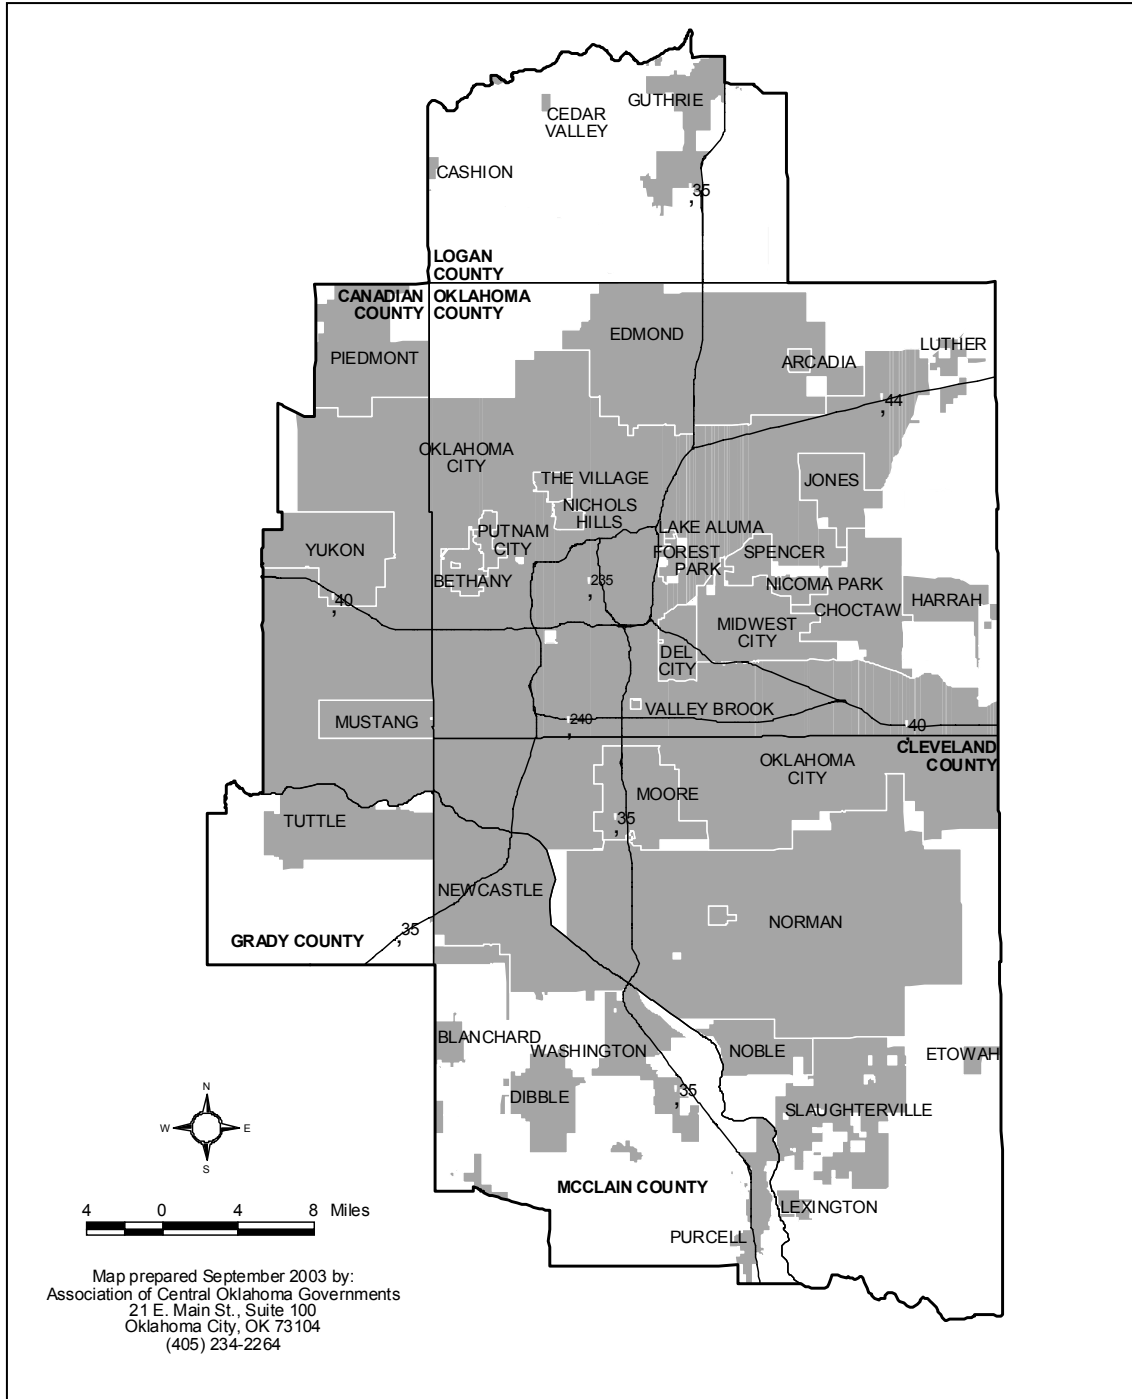 GUTHRIE
CEDAR
VALLEY
CASHION
35
LOGAN
COUNTY
CANADIAN
COUNTY
OKLAHOMA
COUNTY
EDMOND
LUTHER
PIEDMONT
ARCADIA
44
OKLAHOMA
CITY
THE VILLAGE
JONES
NICHOLS
HILLS
PUTNAM
CITY
LAKE ALUMA
YUKON
FOREST
PARK
SPENCER
BETHANY
235
NICOMA PARK
40
CHOCTAW
HARRAH
MIDWEST
CITY
DEL
CITY
VALLEY BROOK
MUSTANG
240
40
CLEVELAND
COUNTY
OKLAHOMA
CITY
MOORE
TUTTLE
35
NEWCASTLE
NORMAN
35
GRADY COUNTY
BLANCHARD
WASHINGTON
NOBLE
ETOWAH
DIBBLE
35
SLAUGHTERVILLE
N
W
E
S
MCCLAIN COUNTY
LEXINGTON
PURCELL
4 0 4 8 Miles
Map prepared September 2003 by:
Association of Central Oklahoma Governments
21 E. Main St., Suite 100
Oklahoma City, OK 73104
(405) 234-2264